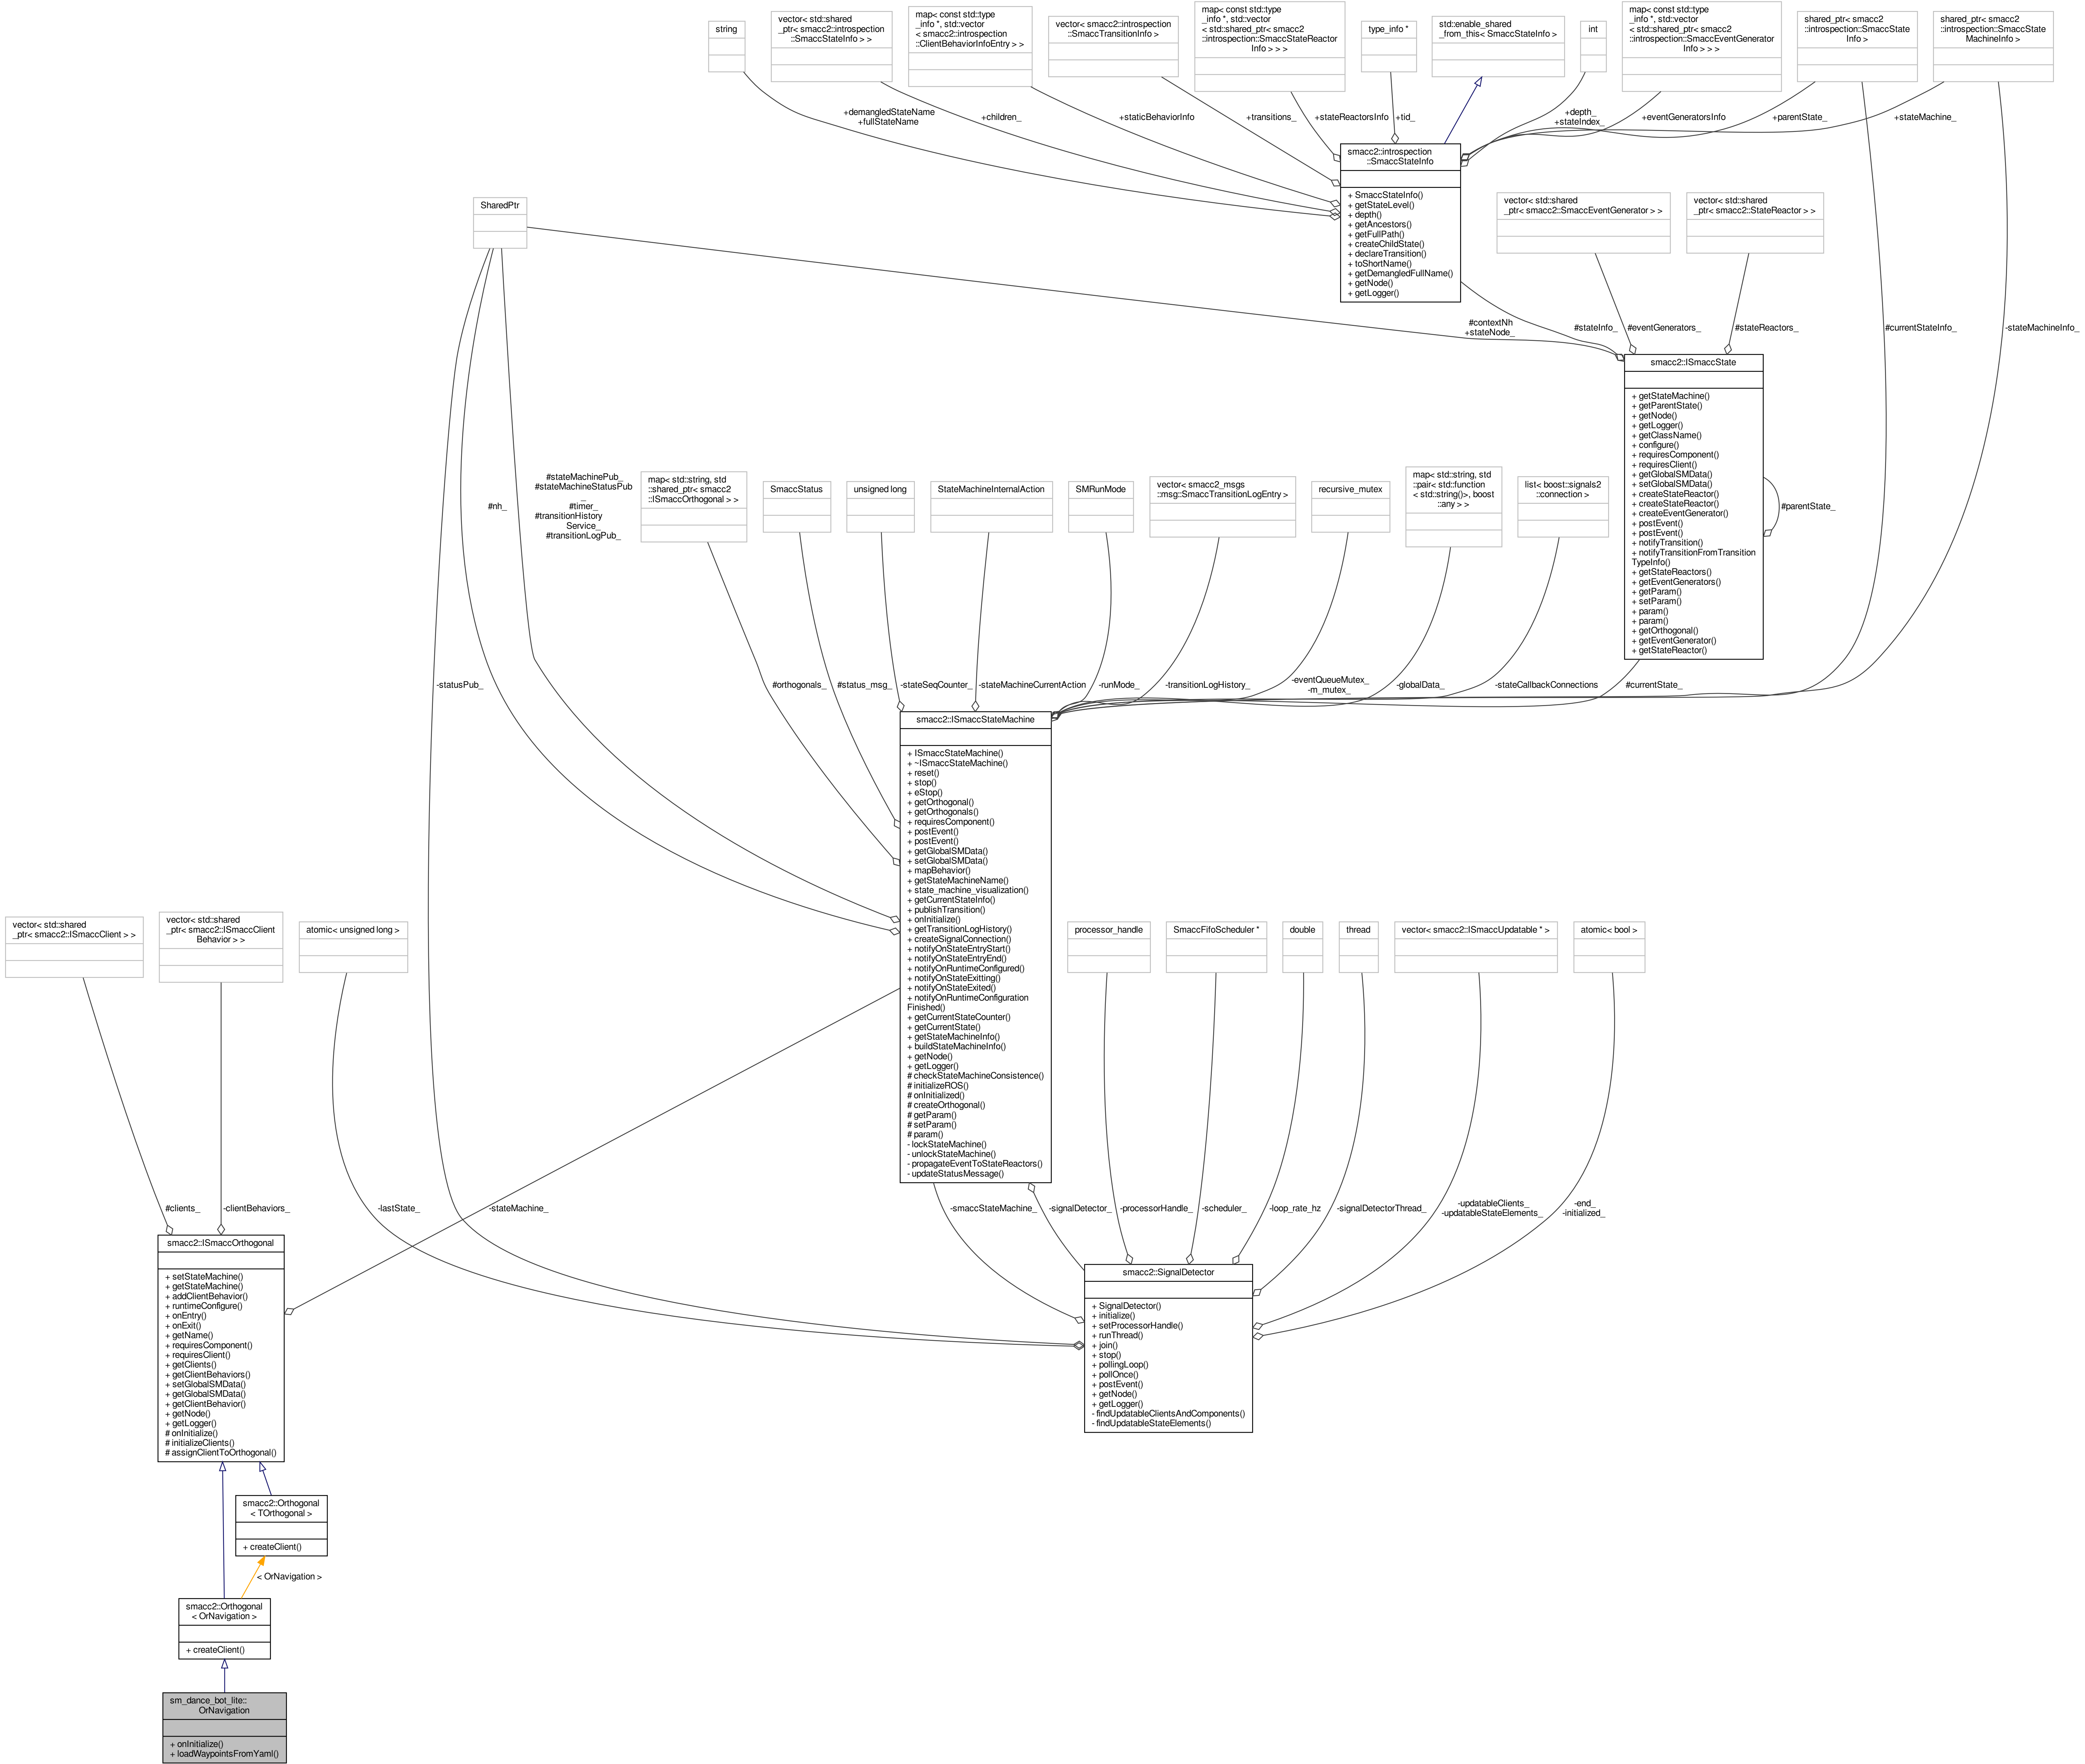 string
vector< std::shared
_ptr< smacc2::introspection
::SmaccStateInfo > >
map< const std::type
_info *, std::vector
< smacc2::introspection
::ClientBehaviorInfoEntry > >
vector< smacc2::introspection
::SmaccTransitionInfo >
map< const std::type
_info *, std::vector
< std::shared_ptr< smacc2
::introspection::SmaccStateReactor
Info > > >
type_info *
std::enable_shared
_from_this< SmaccStateInfo >
int
map< const std::type
_info *, std::vector
< std::shared_ptr< smacc2
::introspection::SmaccEventGenerator
Info > > >
shared_ptr< smacc2
::introspection::SmaccState
Info >
shared_ptr< smacc2
::introspection::SmaccState
MachineInfo >
+demangledStateName
+fullStateName
+children_
+staticBehaviorInfo
+transitions_
+stateReactorsInfo
+tid_
+depth_
+stateIndex_
+eventGeneratorsInfo
+parentState_
+stateMachine_
smacc2::introspection
::SmaccStateInfo
+ SmaccStateInfo()
+ getStateLevel()
+ depth()
+ getAncestors()
+ getFullPath()
+ createChildState()
+ declareTransition()
+ toShortName()
+ getDemangledFullName()
+ getNode()
+ getLogger()
SharedPtr
vector< std::shared
_ptr< smacc2::SmaccEventGenerator > >
vector< std::shared
_ptr< smacc2::StateReactor > >
#contextNh
+stateNode_
#stateInfo_
#eventGenerators_
#stateReactors_
#currentStateInfo_
-stateMachineInfo_
smacc2::ISmaccState
+ getStateMachine()
+ getParentState()
+ getNode()
+ getLogger()
+ getClassName()
+ configure()
+ requiresComponent()
+ requiresClient()
+ getGlobalSMData()
+ setGlobalSMData()
+ createStateReactor()
+ createStateReactor()
+ createEventGenerator()
+ postEvent()
+ postEvent()
+ notifyTransition()
+ notifyTransitionFromTransition
TypeInfo()
+ getStateReactors()
+ getEventGenerators()
+ getParam()
+ setParam()
+ param()
+ param()
+ getOrthogonal()
+ getEventGenerator()
+ getStateReactor()
#parentState_
#nh_
#stateMachinePub_
#stateMachineStatusPub
_
#timer_
#transitionHistory
Service_
#transitionLogPub_
map< std::string, std
::shared_ptr< smacc2
::ISmaccOrthogonal > >
SmaccStatus
unsigned long
StateMachineInternalAction
SMRunMode
vector< smacc2_msgs
::msg::SmaccTransitionLogEntry >
recursive_mutex
map< std::string, std
::pair< std::function
< std::string()>, boost
::any > >
list< boost::signals2
::connection >
-statusPub_
#orthogonals_
#status_msg_
-stateSeqCounter_
-stateMachineCurrentAction
-runMode_
-transitionLogHistory_
-eventQueueMutex_
-m_mutex_
-globalData_
-stateCallbackConnections
#currentState_
smacc2::ISmaccStateMachine
+ ISmaccStateMachine()
+ ~ISmaccStateMachine()
+ reset()
+ stop()
+ eStop()
+ getOrthogonal()
+ getOrthogonals()
+ requiresComponent()
+ postEvent()
+ postEvent()
+ getGlobalSMData()
+ setGlobalSMData()
+ mapBehavior()
+ getStateMachineName()
+ state_machine_visualization()
+ getCurrentStateInfo()
+ publishTransition()
+ onInitialize()
+ getTransitionLogHistory()
+ createSignalConnection()
+ notifyOnStateEntryStart()
+ notifyOnStateEntryEnd()
+ notifyOnRuntimeConfigured()
+ notifyOnStateExitting()
+ notifyOnStateExited()
+ notifyOnRuntimeConfiguration
Finished()
+ getCurrentStateCounter()
+ getCurrentState()
+ getStateMachineInfo()
+ buildStateMachineInfo()
+ getNode()
+ getLogger()
# checkStateMachineConsistence()
# initializeROS()
# onInitialized()
# createOrthogonal()
# getParam()
# setParam()
# param()
- lockStateMachine()
- unlockStateMachine()
- propagateEventToStateReactors()
- updateStatusMessage()
vector< std::shared
_ptr< smacc2::ISmaccClient > >
vector< std::shared
_ptr< smacc2::ISmaccClient
Behavior > >
atomic< unsigned long >
processor_handle
SmaccFifoScheduler *
double
thread
vector< smacc2::ISmaccUpdatable * >
atomic< bool >
#clients_
-clientBehaviors_
-lastState_
-stateMachine_
-smaccStateMachine_
-signalDetector_
-processorHandle_
-scheduler_
-loop_rate_hz
-signalDetectorThread_
-updatableClients_
-updatableStateElements_
-end_
-initialized_
smacc2::ISmaccOrthogonal
+ setStateMachine()
+ getStateMachine()
+ addClientBehavior()
+ runtimeConfigure()
+ onEntry()
+ onExit()
+ getName()
+ requiresComponent()
+ requiresClient()
+ getClients()
+ getClientBehaviors()
+ setGlobalSMData()
+ getGlobalSMData()
+ getClientBehavior()
+ getNode()
+ getLogger()
# onInitialize()
# initializeClients()
# assignClientToOrthogonal()
smacc2::SignalDetector
+ SignalDetector()
+ initialize()
+ setProcessorHandle()
+ runThread()
+ join()
+ stop()
+ pollingLoop()
+ pollOnce()
+ postEvent()
+ getNode()
+ getLogger()
- findUpdatableClientsAndComponents()
- findUpdatableStateElements()
smacc2::Orthogonal
< TOrthogonal >
+ createClient()
< OrNavigation >
smacc2::Orthogonal
< OrNavigation >
+ createClient()
sm_dance_bot_lite::
OrNavigation
+ onInitialize()
+ loadWaypointsFromYaml()